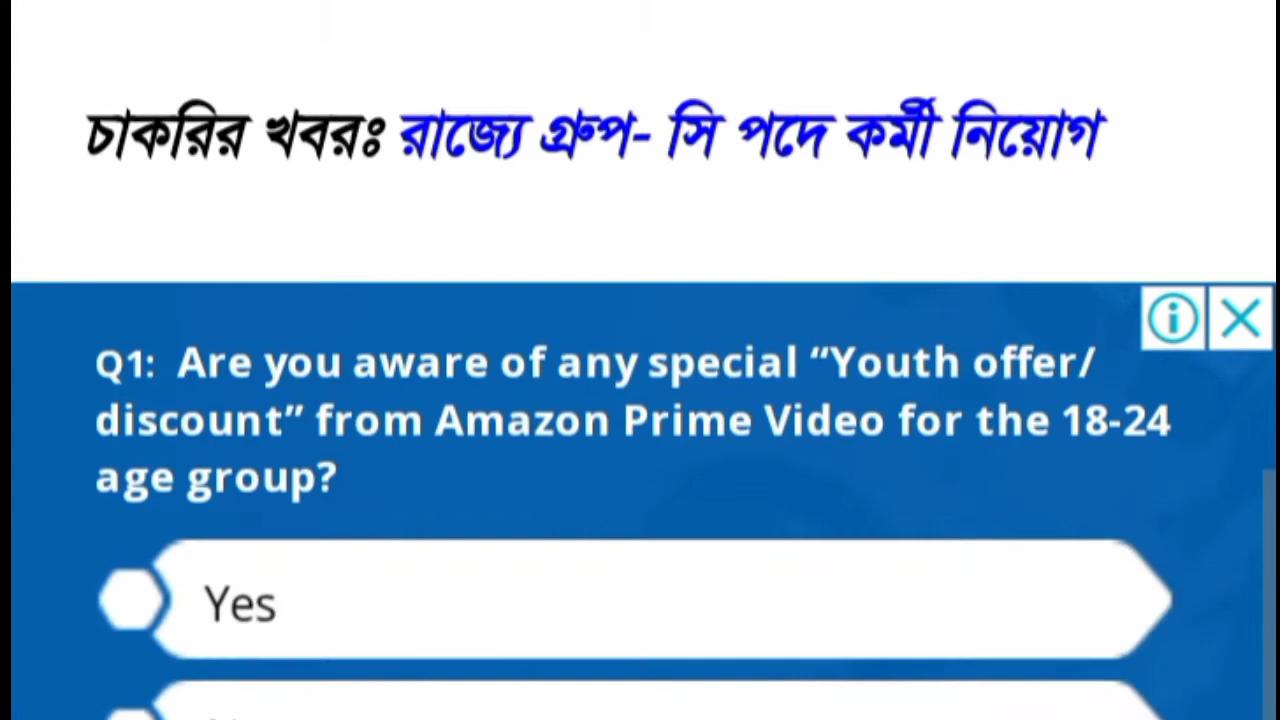 চাকরির খবরঃ রাজ্যে গ্রুপ- সি পদে কর্মী নিয়োগ
Q1: Are you aware of any special “Youth offer/
discount” from Amazon Prime Video for the 18-24
age group?
Yes